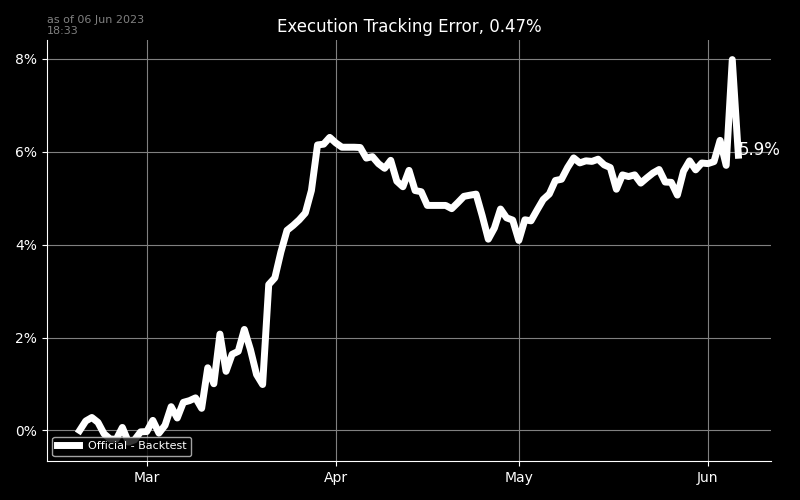 as of 06 Jun 2023
18:33
Execution Tracking Error, 0.47%
8%
6%
5.9%
4%
2%
0%
Official - Backtest
Mar
Apr
May
Jun